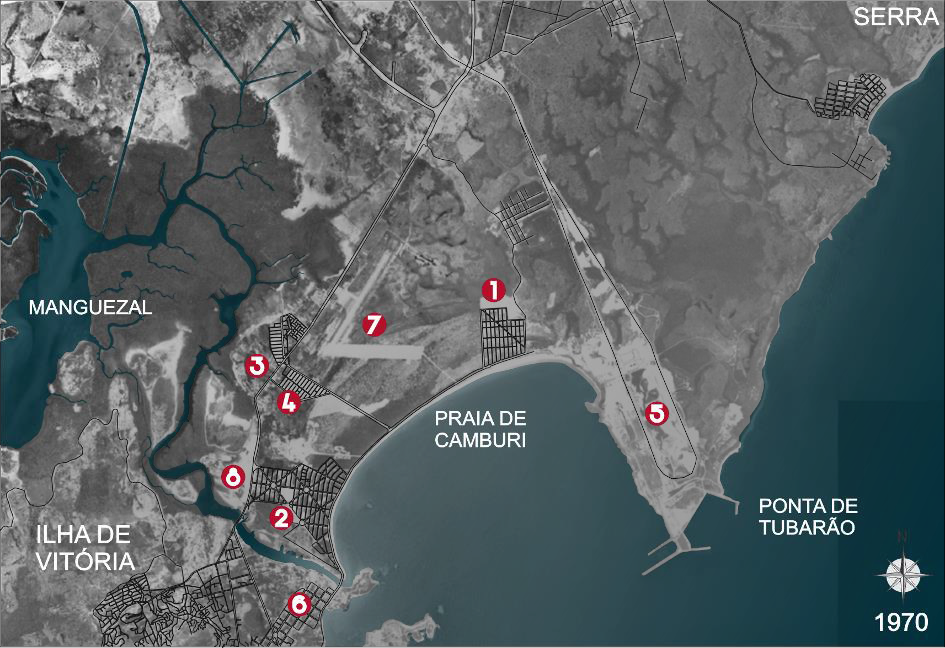 SERRA
1
MANGUEZAL
7
3
4
PRAIA DE
CAMBURI
5
8
2
PONTA DE
TUBARÃO
ILHA DE
VITÓRIA
N
6
1970